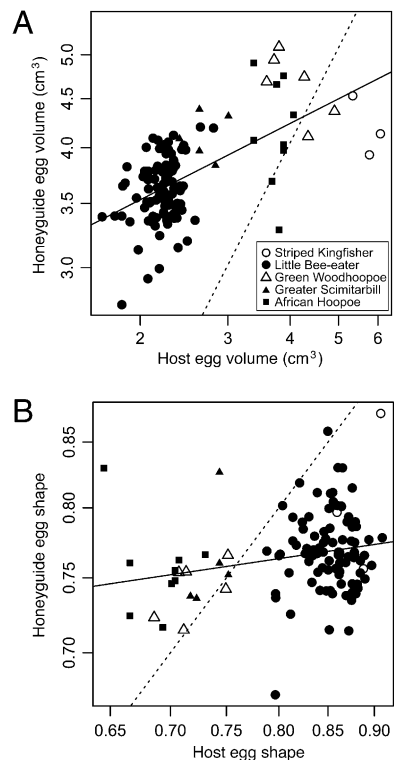 A
Honeyguide egg volume (cm³)
5.0
4.5
4.0
3.5
3.0
Striped Kingfisher
Little Bee-eater
Green Woodhoopoe
Greater Scimitarbill
African Hoopoe
2 3 4 5 6
Host egg volume (cm³)
B
Honeyguide egg shape
0.85
0.80
0.75
0.70
0.65 0.70 0.75 0.80 0.85 0.90
Host egg shape